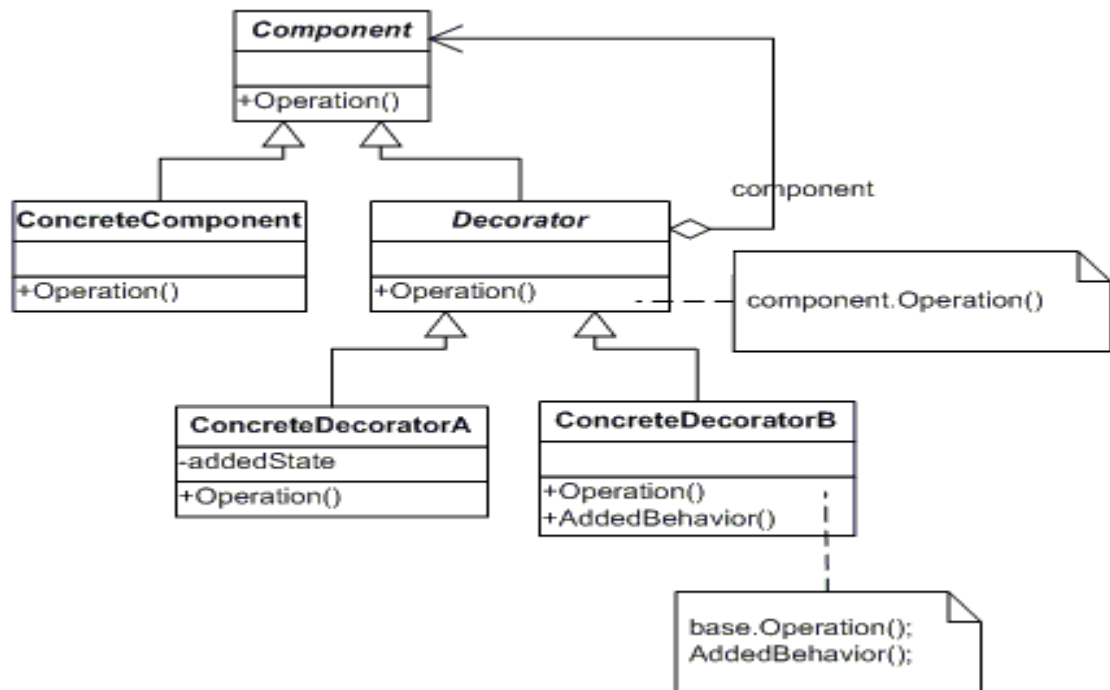 Component
+Operation()
component
ConcreteComponent
+Operation()
Decorator
+Operation()
component.Operation()
ConcreteDecoratorA
-addedState
+Operation()
ConcreteDecoratorB
+Operation()
+AddedBehavior()
base.Operation();
AddedBehavior();